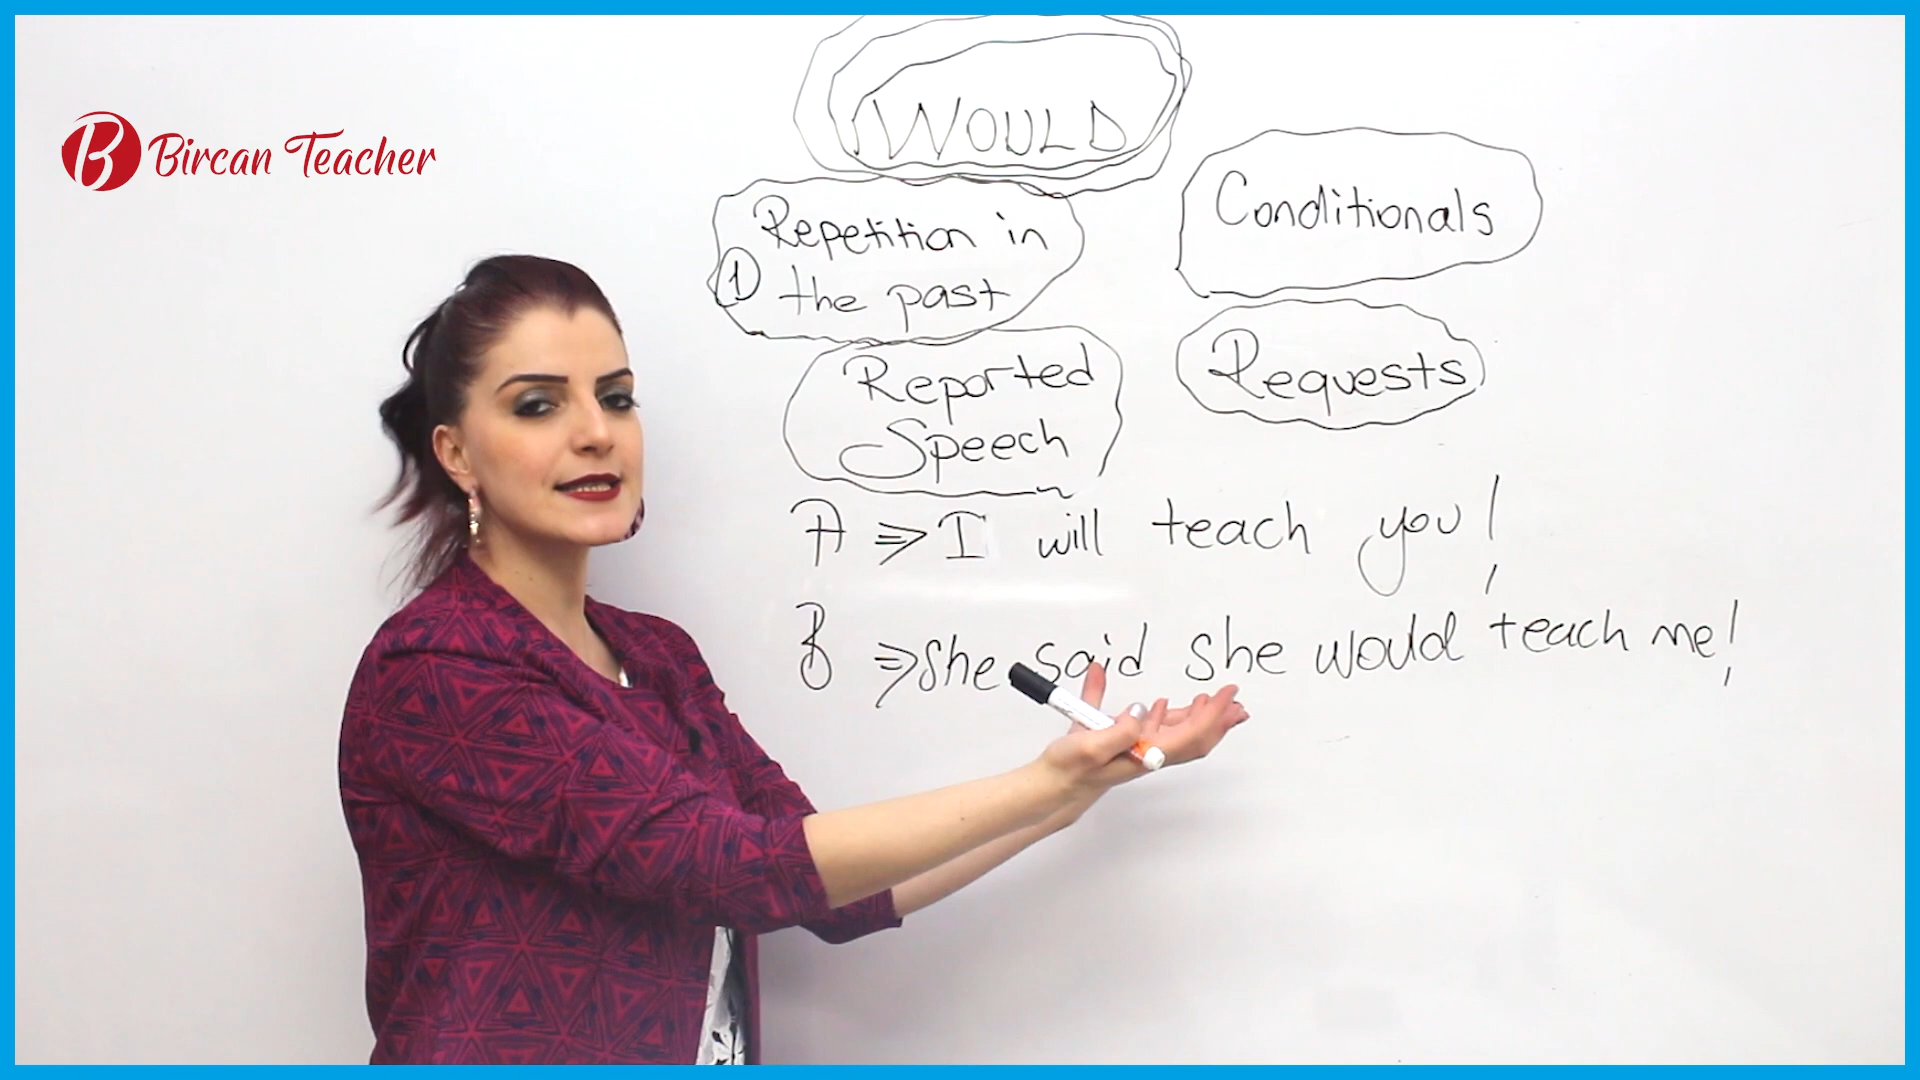 B Bircan Teacher
WOULD
Repetition in
① the past
Conditionals
Reported
Speech
Requests
A ⇒ I will teach you!
B ⇒ She said she would teach me!